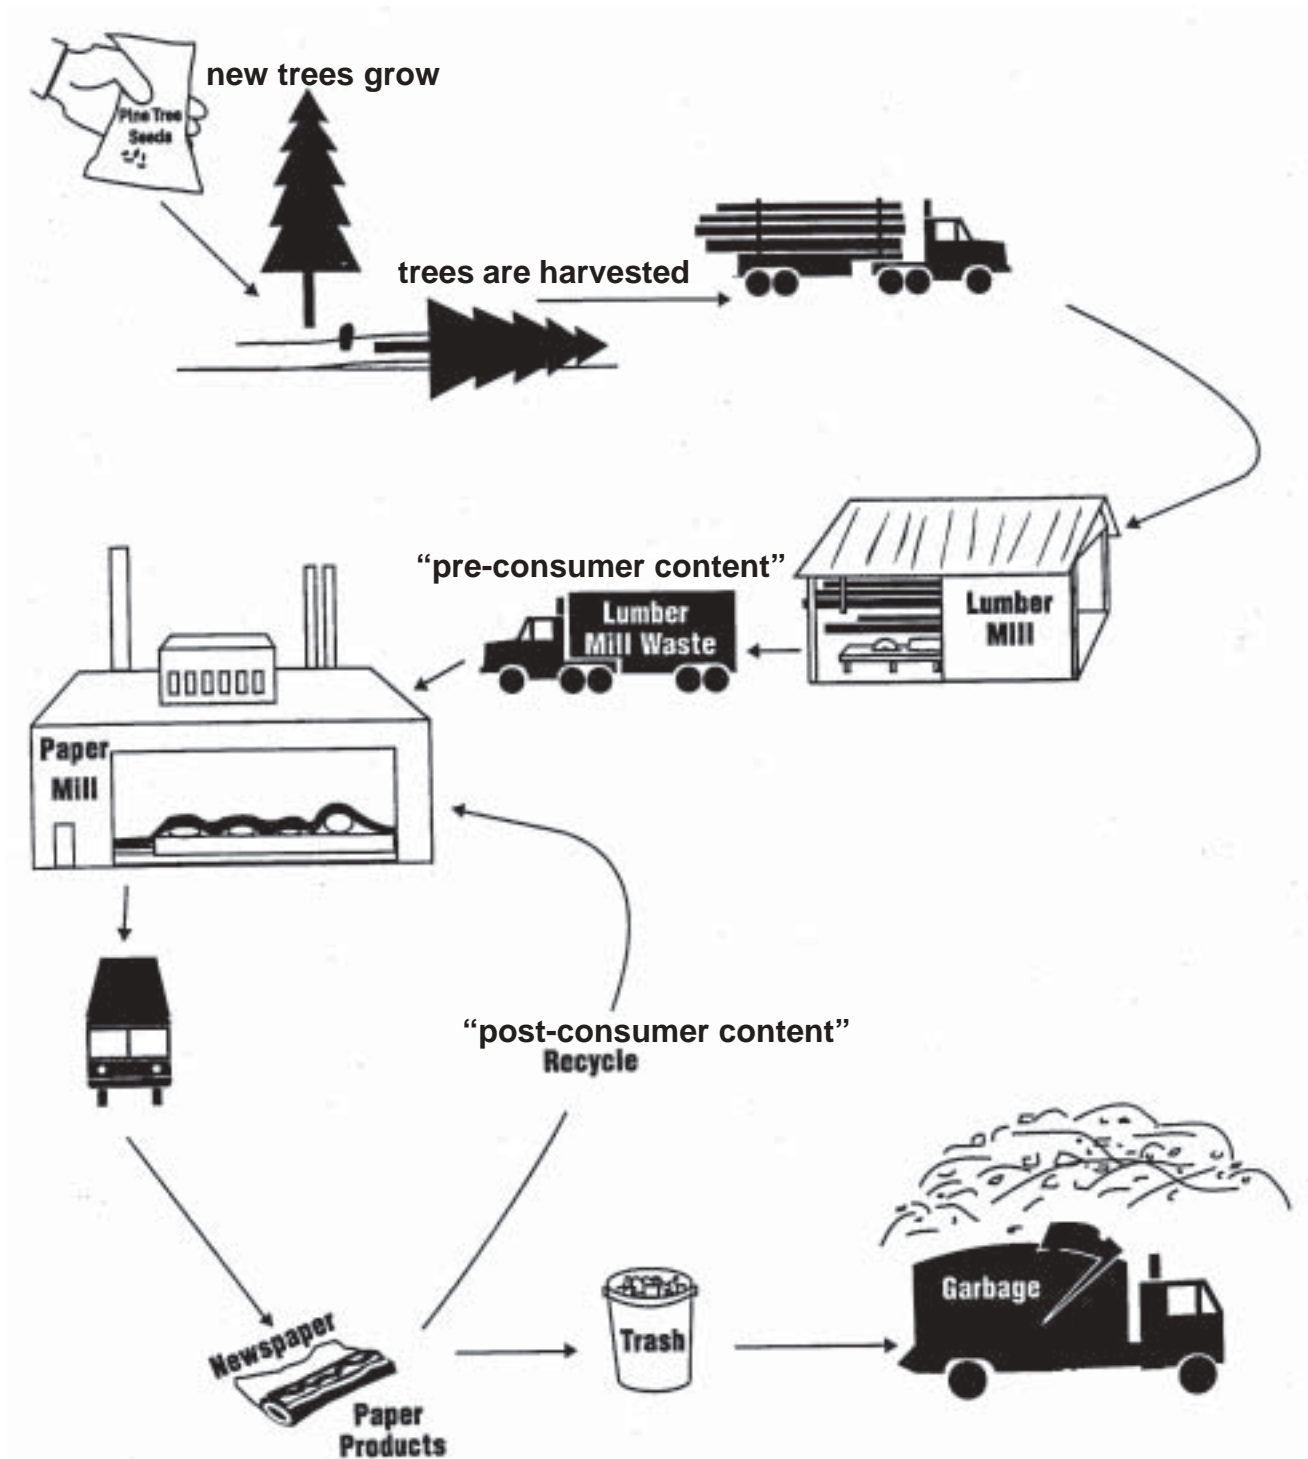 new trees grow
Pine Tree
Seeds
trees are harvested
“pre-consumer content”
Lumber
Mill Waste
Lumber
Mill
Paper
Mill
“post-consumer content”
Recycle
Newspaper
Paper
Products
Trash
Garbage